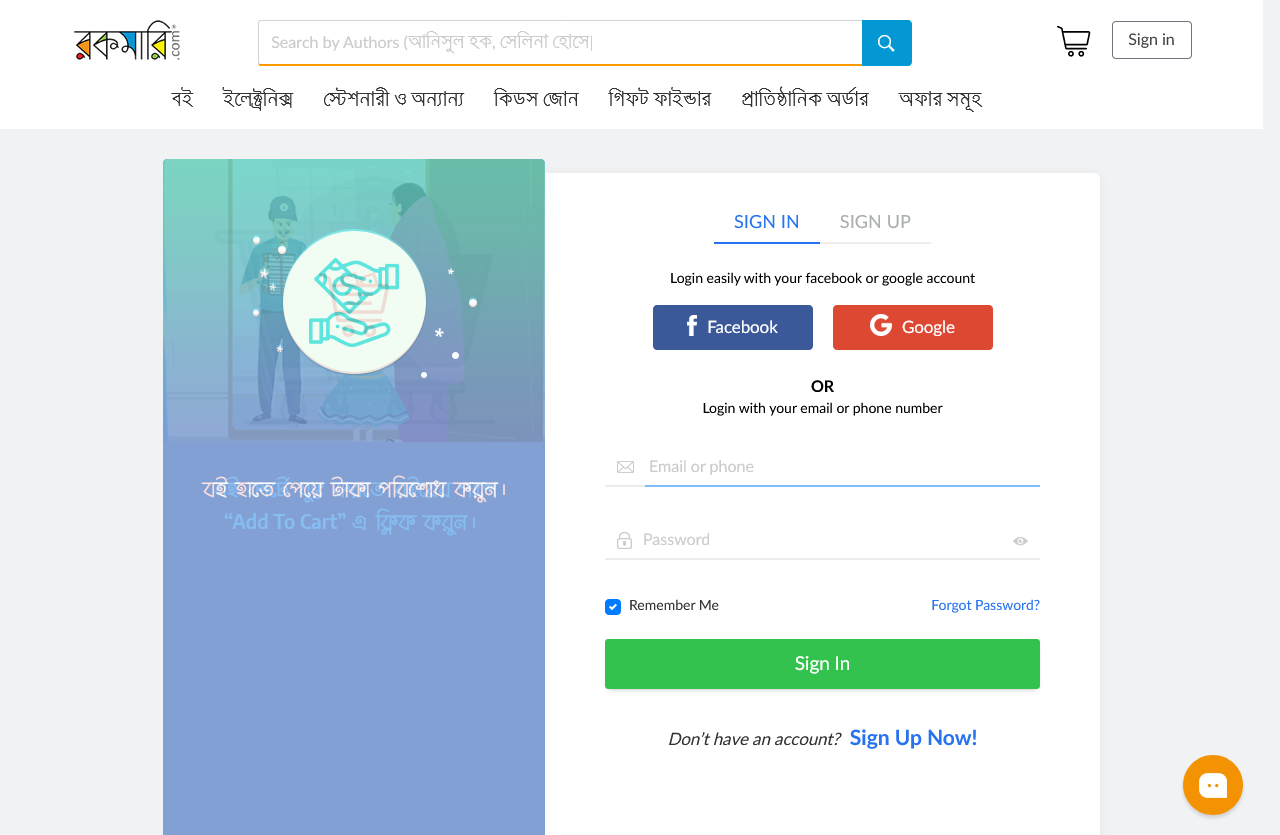 রকমারি.com
Search by Authors (আনিসুল হক, সেলিনা হোসে
Sign in
বই ইলেক্ট্রনিক্স স্টেশনারী ও অন্যান্য কিডস জোন গিফট ফাইন্ডার প্রাতিষ্ঠানিক অর্ডার অফার সমূহ
বই হাতে পেয়ে টাকা পরিশোধ করুন।
“Add To Cart” এ ক্লিক করুন।
SIGN IN SIGN UP
Login easily with your facebook or google account
Facebook Google
OR
Login with your email or phone number
Email or phone
Password
Remember Me Forgot Password?
Sign In
Don’t have an account? Sign Up Now!